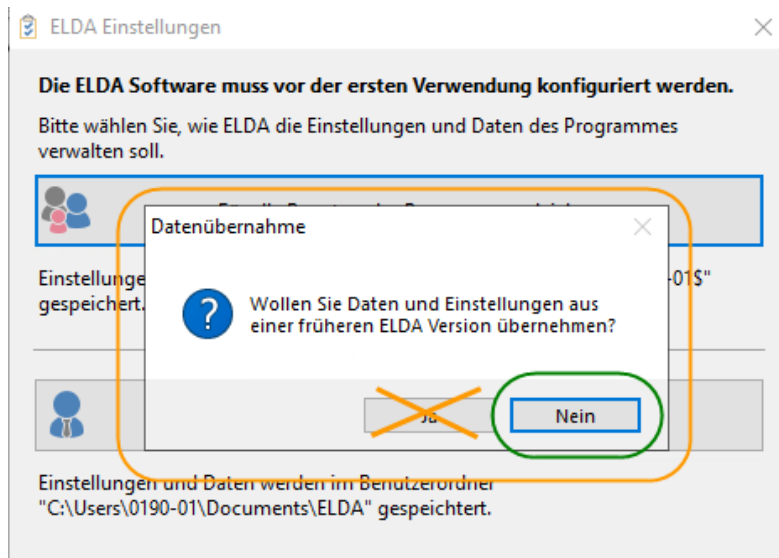 ELDA Einstellungen
Die ELDA Software muss vor der ersten Verwendung konfiguriert werden.
Bitte wählen Sie, wie ELDA die Einstellungen und Daten des Programmes
verwalten soll.
Datenübernahme
Einstellunge
-01$"
gespeichert.
Wollen Sie Daten und Einstellungen aus
einer früheren ELDA Version übernehmen?
Ja
Nein
Einstellungen und Daten werden im Benutzerordner
"C:\Users\0190-01\Documents\ELDA" gespeichtert.